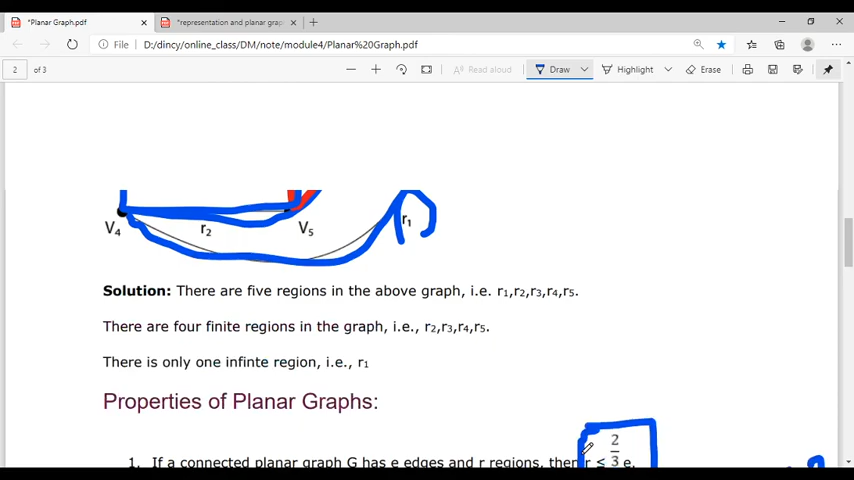 *Planar Graph.pdf
*representation and planar grap
File
D:/dincy/online_class/DM/note/module4/Planar%20Graph.pdf
2 of 3
Read aloud
Draw
Highlight
Erase
V4
r2
V5
r1
Solution: There are five regions in the above graph, i.e. r1,r2,r3,r4,r5.
There are four finite regions in the graph, i.e., r2,r3,r4,r5.
There is only one infinte region, i.e., r1
Properties of Planar Graphs:
1. If a connected planar graph G has e edges and r regions, then r ≤ 2/3 e.